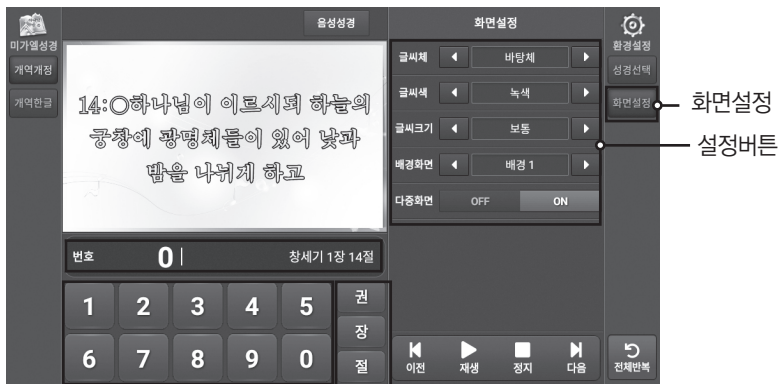 음성성경
미가엘성경
개역개정
개역한글
14:○하나님이 이르시되 하늘의
궁창에 광명체들이 있어 낮과
밤을 나뉘게 하고
번호 0 창세기 1장 14절
1 2 3 4 5
6 7 8 9 0
권
장
절
화면설정
글씨체 바탕체
글씨색 녹색
글씨크기 보통
배경화면 배경 1
다중화면 OFF ON
이전 재생 정지 다음
환경설정
성경선택
화면설정
전체반복
화면설정
설정버튼